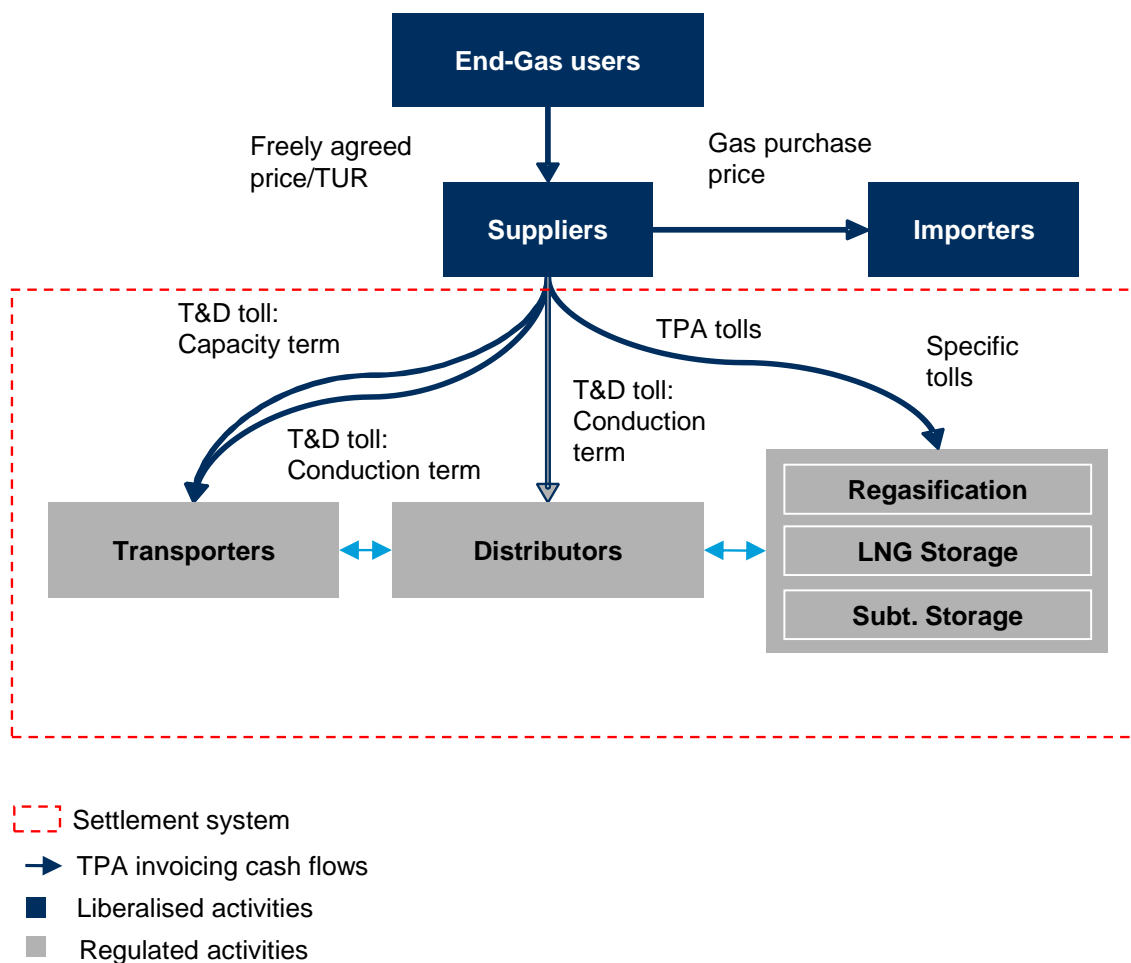 End-Gas users
Freely agreed
price/TUR
Gas purchase
price
Suppliers
Importers
T&D toll:
Capacity term
TPA tolls
Specific
tolls
T&D toll:
Conduction
term
T&D toll:
Conduction term
Regasification
Transporters
Distributors
LNG Storage
Subt. Storage
Settlement system
TPA invoicing cash flows
Liberalised activities
Regulated activities